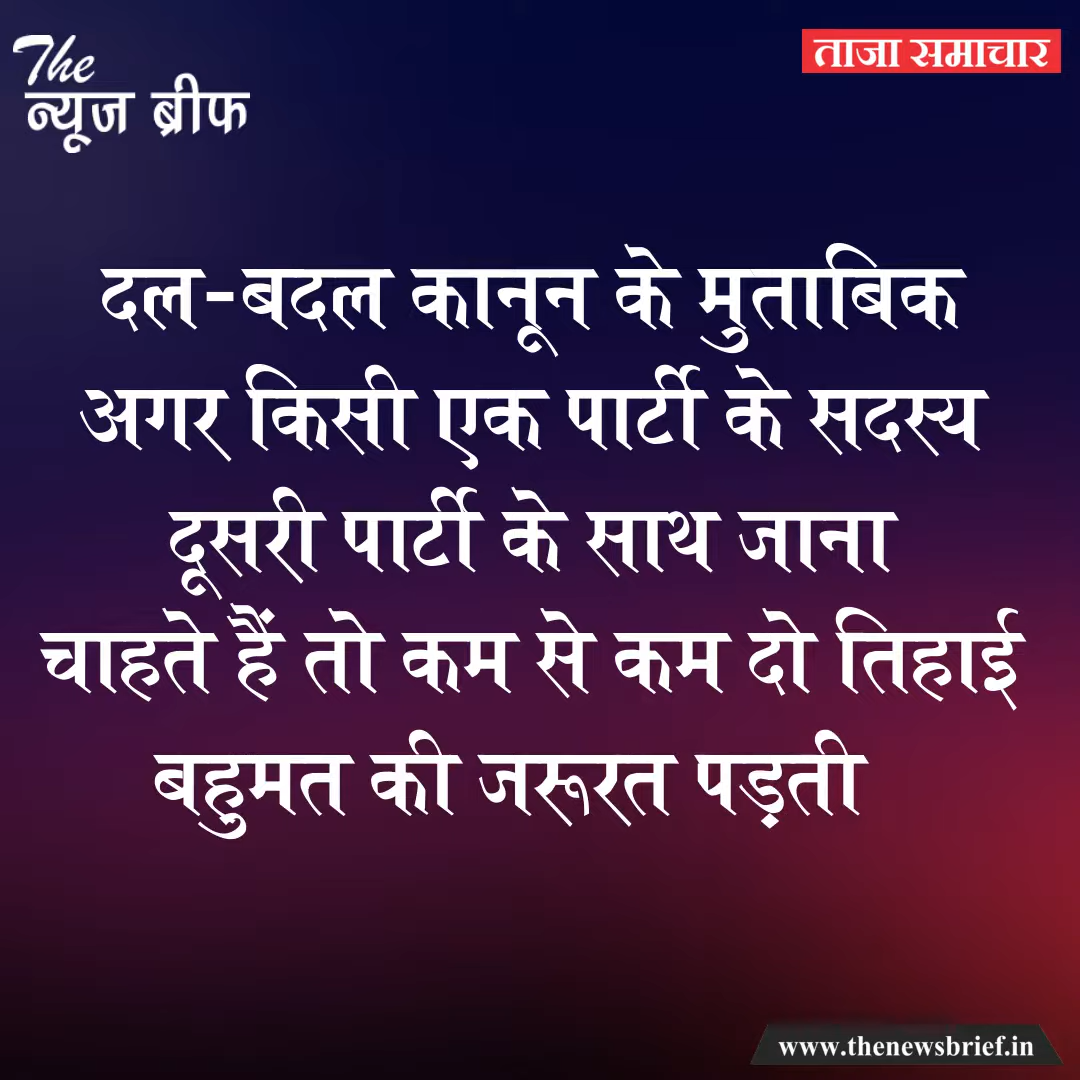 The
न्यूज ब्रीफ
ताजा समाचार
दल-बदल कानून के मुताबिक
अगर किसी एक पार्टी के सदस्य
दूसरी पार्टी के साथ जाना
चाहते हैं तो कम से कम दो तिहाई
बहुमत की जरूरत पड़ती
www.thenewsbrief.in